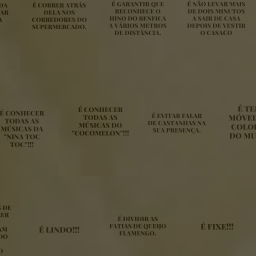 É CORRER ATRÁS
DELA NOS
CORREDORES DO
SUPERMERCADO.
É GARANTIR QUE
RECONHECE O
HINO DO BENFICA
A VÁRIOS METROS
DE DISTÂNCIA.
É NÃO LEVAR MAIS
DE DOIS MINUTOS
A SAIR DE CASA
DEPOIS DE VESTIR
O CASACO
É CONHECER
TODAS AS
MÚSICAS DA
"NINA TOC
TOC"!!!
É CONHECER
TODAS AS
MÚSICAS DO
"COCOMELON"!!!
É EVITAR FALAR
DE CASTANHAS NA
SUA PRESENÇA.
É TE
MÓVEI
COLO
DO MU
É LINDO!!!
É DIVIDIR AS
FATIAS DE QUEIJO
FLAMENGO.
É FIXE!!!